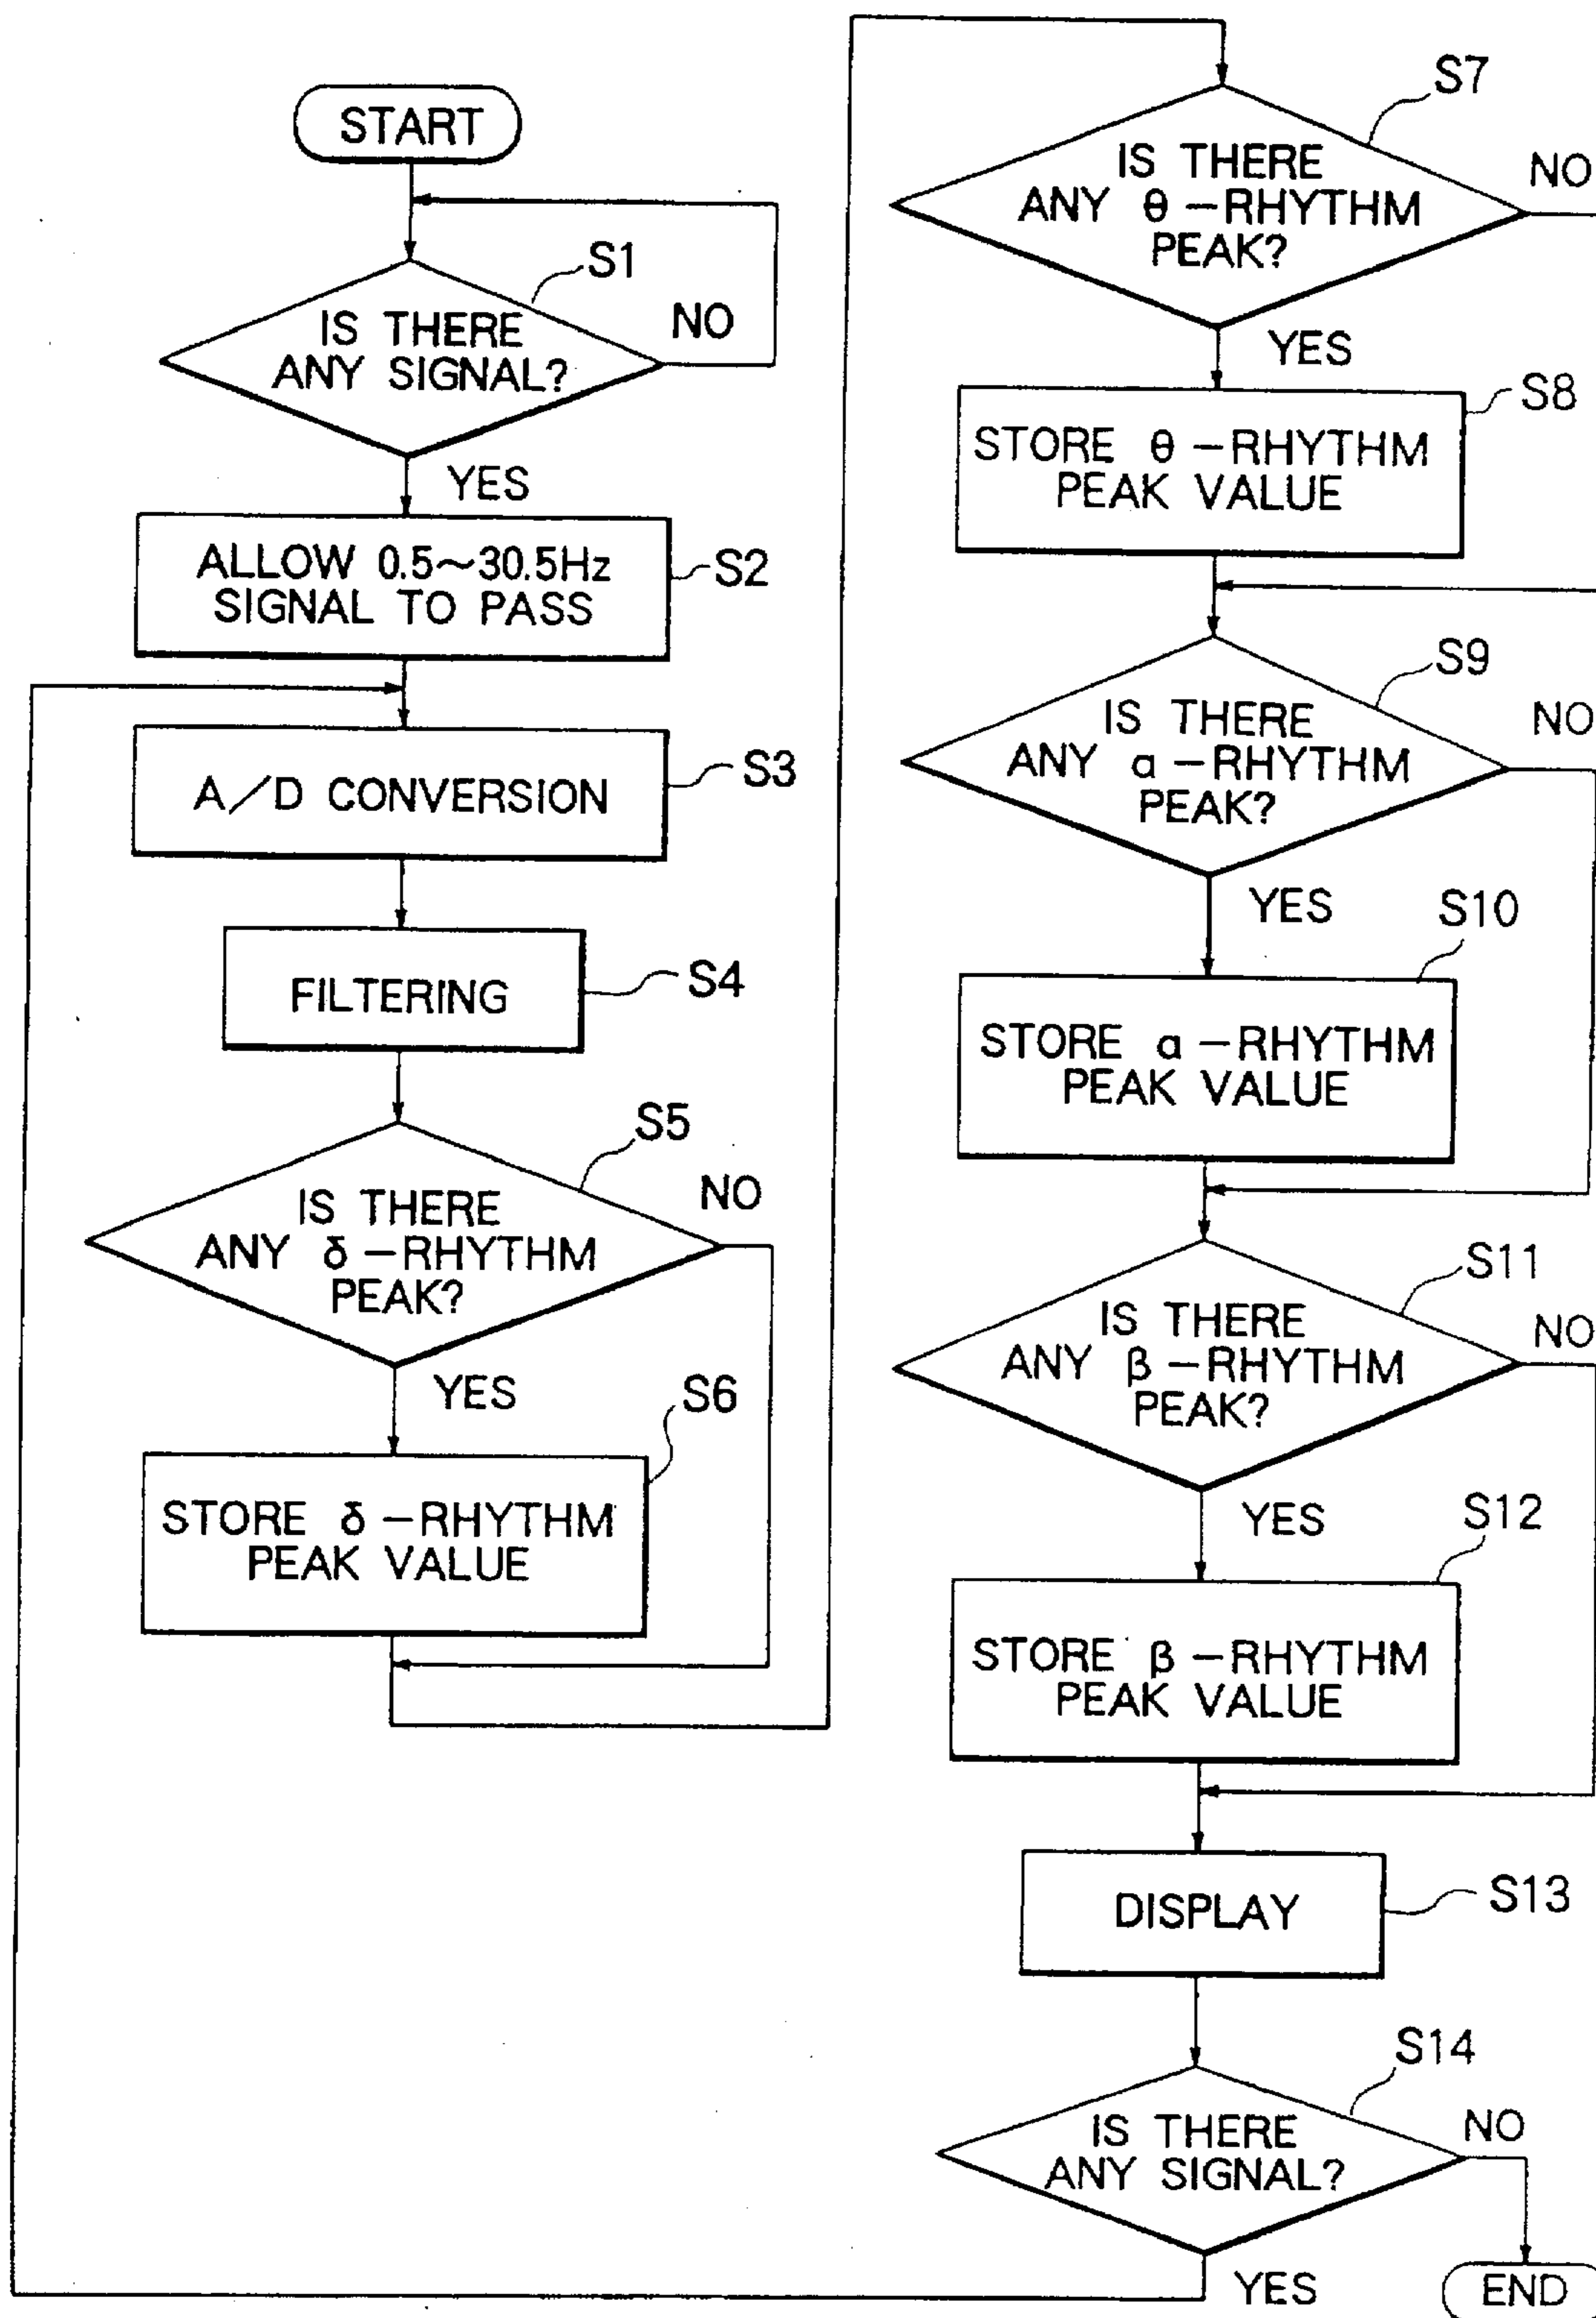 START
S1
IS THERE
ANY SIGNAL?
NO
YES
ALLOW 0.5~30.5Hz
SIGNAL TO PASS
S2
A/D CONVERSION
S3
FILTERING
S4
S5
IS THERE
ANY δ-RHYTHM
PEAK?
NO
YES
S6
STORE δ-RHYTHM
PEAK VALUE
S7
IS THERE
ANY θ-RHYTHM
PEAK?
NO
YES
S8
STORE θ-RHYTHM
PEAK VALUE
S9
IS THERE
ANY α-RHYTHM
PEAK?
NO
YES
S10
STORE α-RHYTHM
PEAK VALUE
S11
IS THERE
ANY β-RHYTHM
PEAK?
NO
YES
S12
STORE β-RHYTHM
PEAK VALUE
DISPLAY
S13
S14
IS THERE
ANY SIGNAL?
NO
YES
END